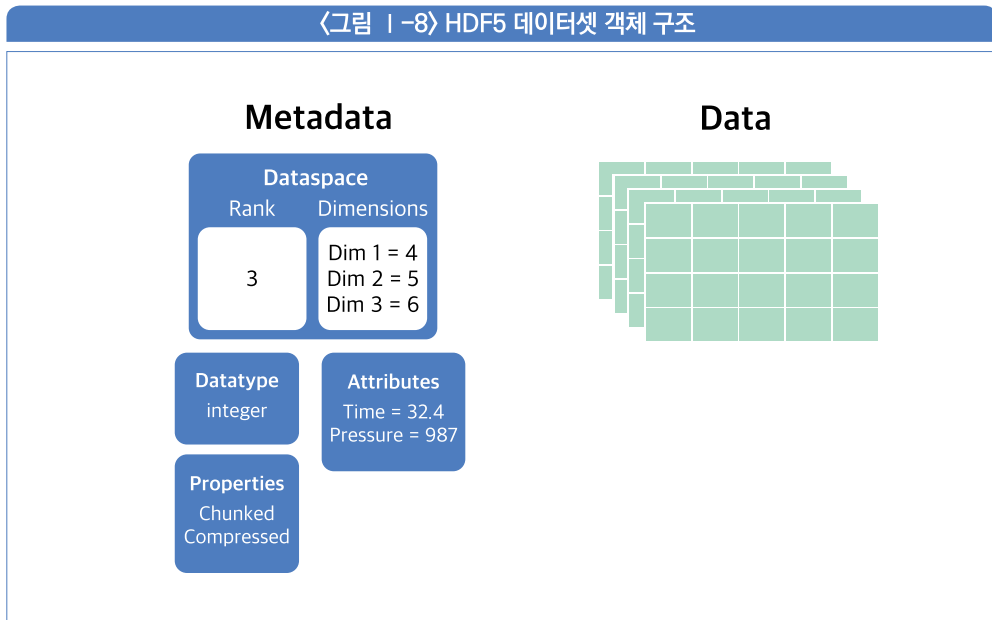 〈그림 Ⅰ-8〉 HDF5 데이터셋 객체 구조
Metadata
Dataspace
Rank Dimensions
3
Dim 1 = 4
Dim 2 = 5
Dim 3 = 6
Datatype
integer
Attributes
Time = 32.4
Pressure = 987
Properties
Chunked
Compressed
Data